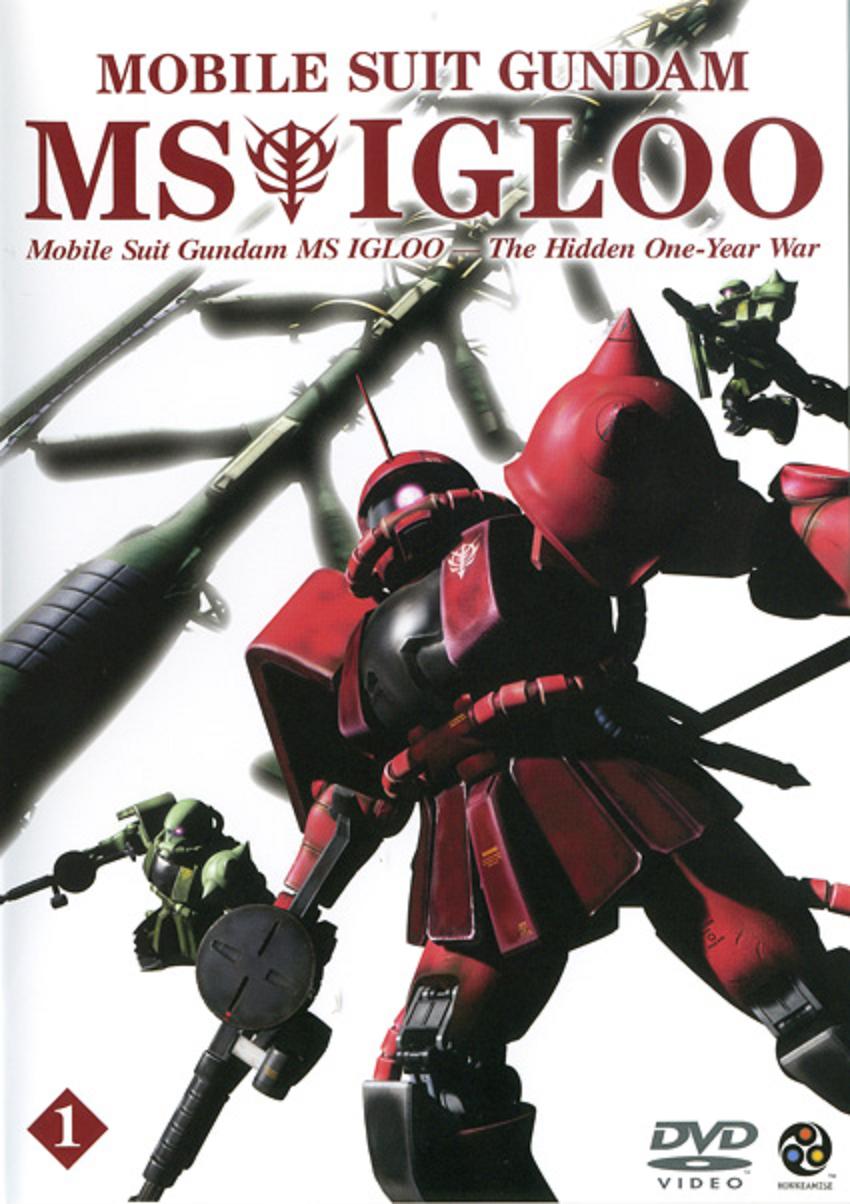 MOBILE SUIT GUNDAM
MS IGLOO
Mobile Suit Gundam MS IGLOO — The Hidden One-Year War
1
DVD
VIDEO